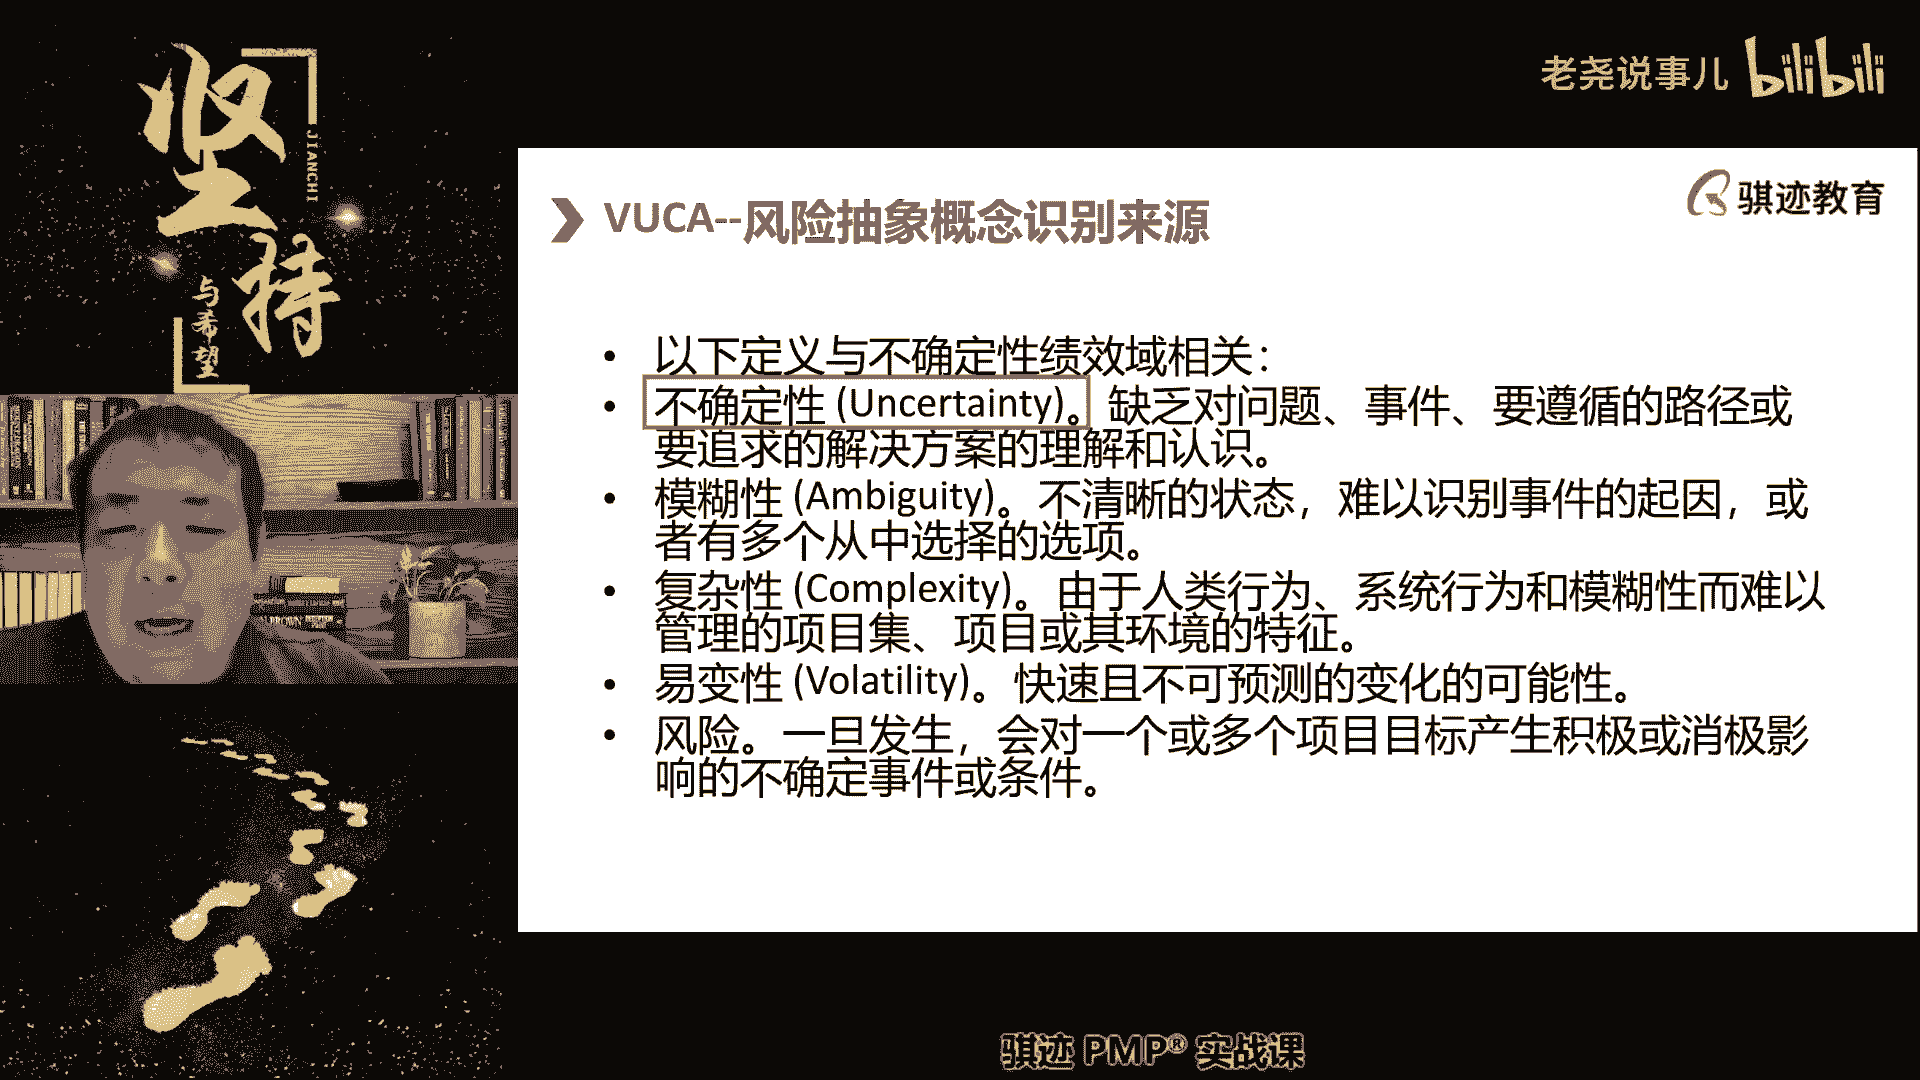 坚持
JIANCHI
与希望
老尧说事儿 bilibili
骐迹教育
VUCA--风险抽象概念识别来源
• 以下定义与不确定性绩效域相关：
• 不确定性 (Uncertainty)。缺乏对问题、事件、要遵循的路径或
要追求的解决方案的理解和认识。
• 模糊性 (Ambiguity)。不清晰的状态，难以识别事件的起因，或
者有多个从中选择的选项。
• 复杂性 (Complexity)。由于人类行为、系统行为和模糊性而难以
管理的项目集、项目或其环境的特征。
• 易变性 (Volatility)。快速且不可预测的变化的可能性。
• 风险。一旦发生，会对一个或多个项目目标产生积极或消极影
响的不确定事件或条件。
BROWN
骐迹 PMP® 实战课